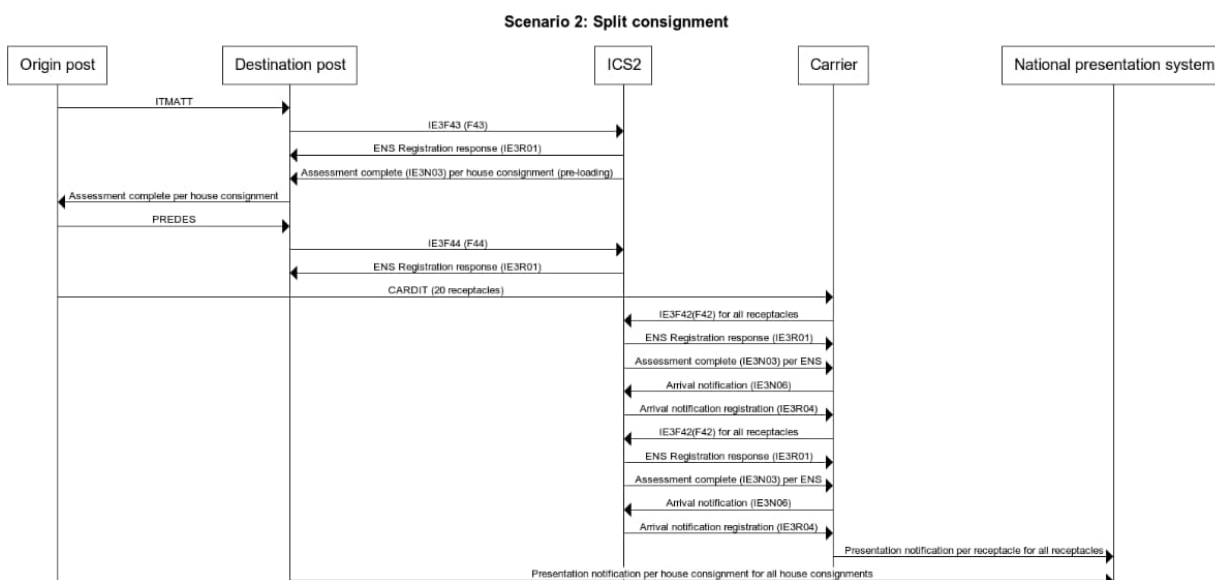 Scenario 2: Split consignment
Origin post
Destination post
ICS2
Carrier
National presentation system
ITMATT
IE3F43 (F43)
ENS Registration response (IE3R01)
Assessment complete (IE3N03) per house consignment (pre-loading)
Assessment complete per house consignment
PREDES
IE3F44 (F44)
ENS Registration response (IE3R01)
CARDIT (20 receptacles)
IE3F42(F42) for all receptacles
ENS Registration response (IE3R01)
Assessment complete (IE3N03) per ENS
Arrival notification (IE3N06)
Arrival notification registration (IE3R04)
IE3F42(F42) for all receptacles
ENS Registration response (IE3R01)
Assessment complete (IE3N03) per ENS
Arrival notification (IE3N06)
Arrival notification registration (IE3R04)
Presentation notification per receptacle for all receptacles
Presentation notification per house consignment for all house consignments